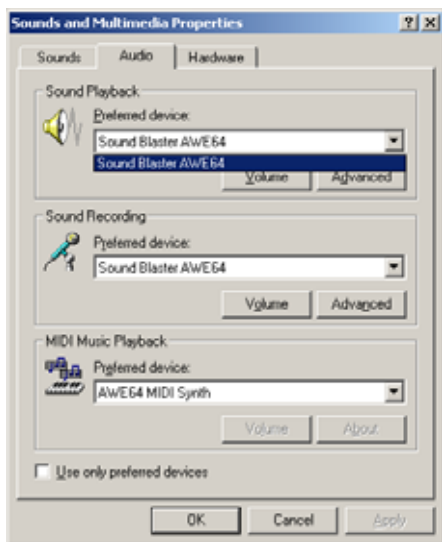 Sounds and Multimedia Properties
Sounds Audio Hardware
Sound Playback
Preferred device:
Sound Blaster AWE64
Sound Blaster AWE64
Volume Advanced
Sound Recording
Preferred device:
Sound Blaster AWE64
Volume Advanced
MIDI Music Playback
Preferred device:
AWE64 MIDI Synth
Volume About
Use only preferred devices
OK Cancel Apply